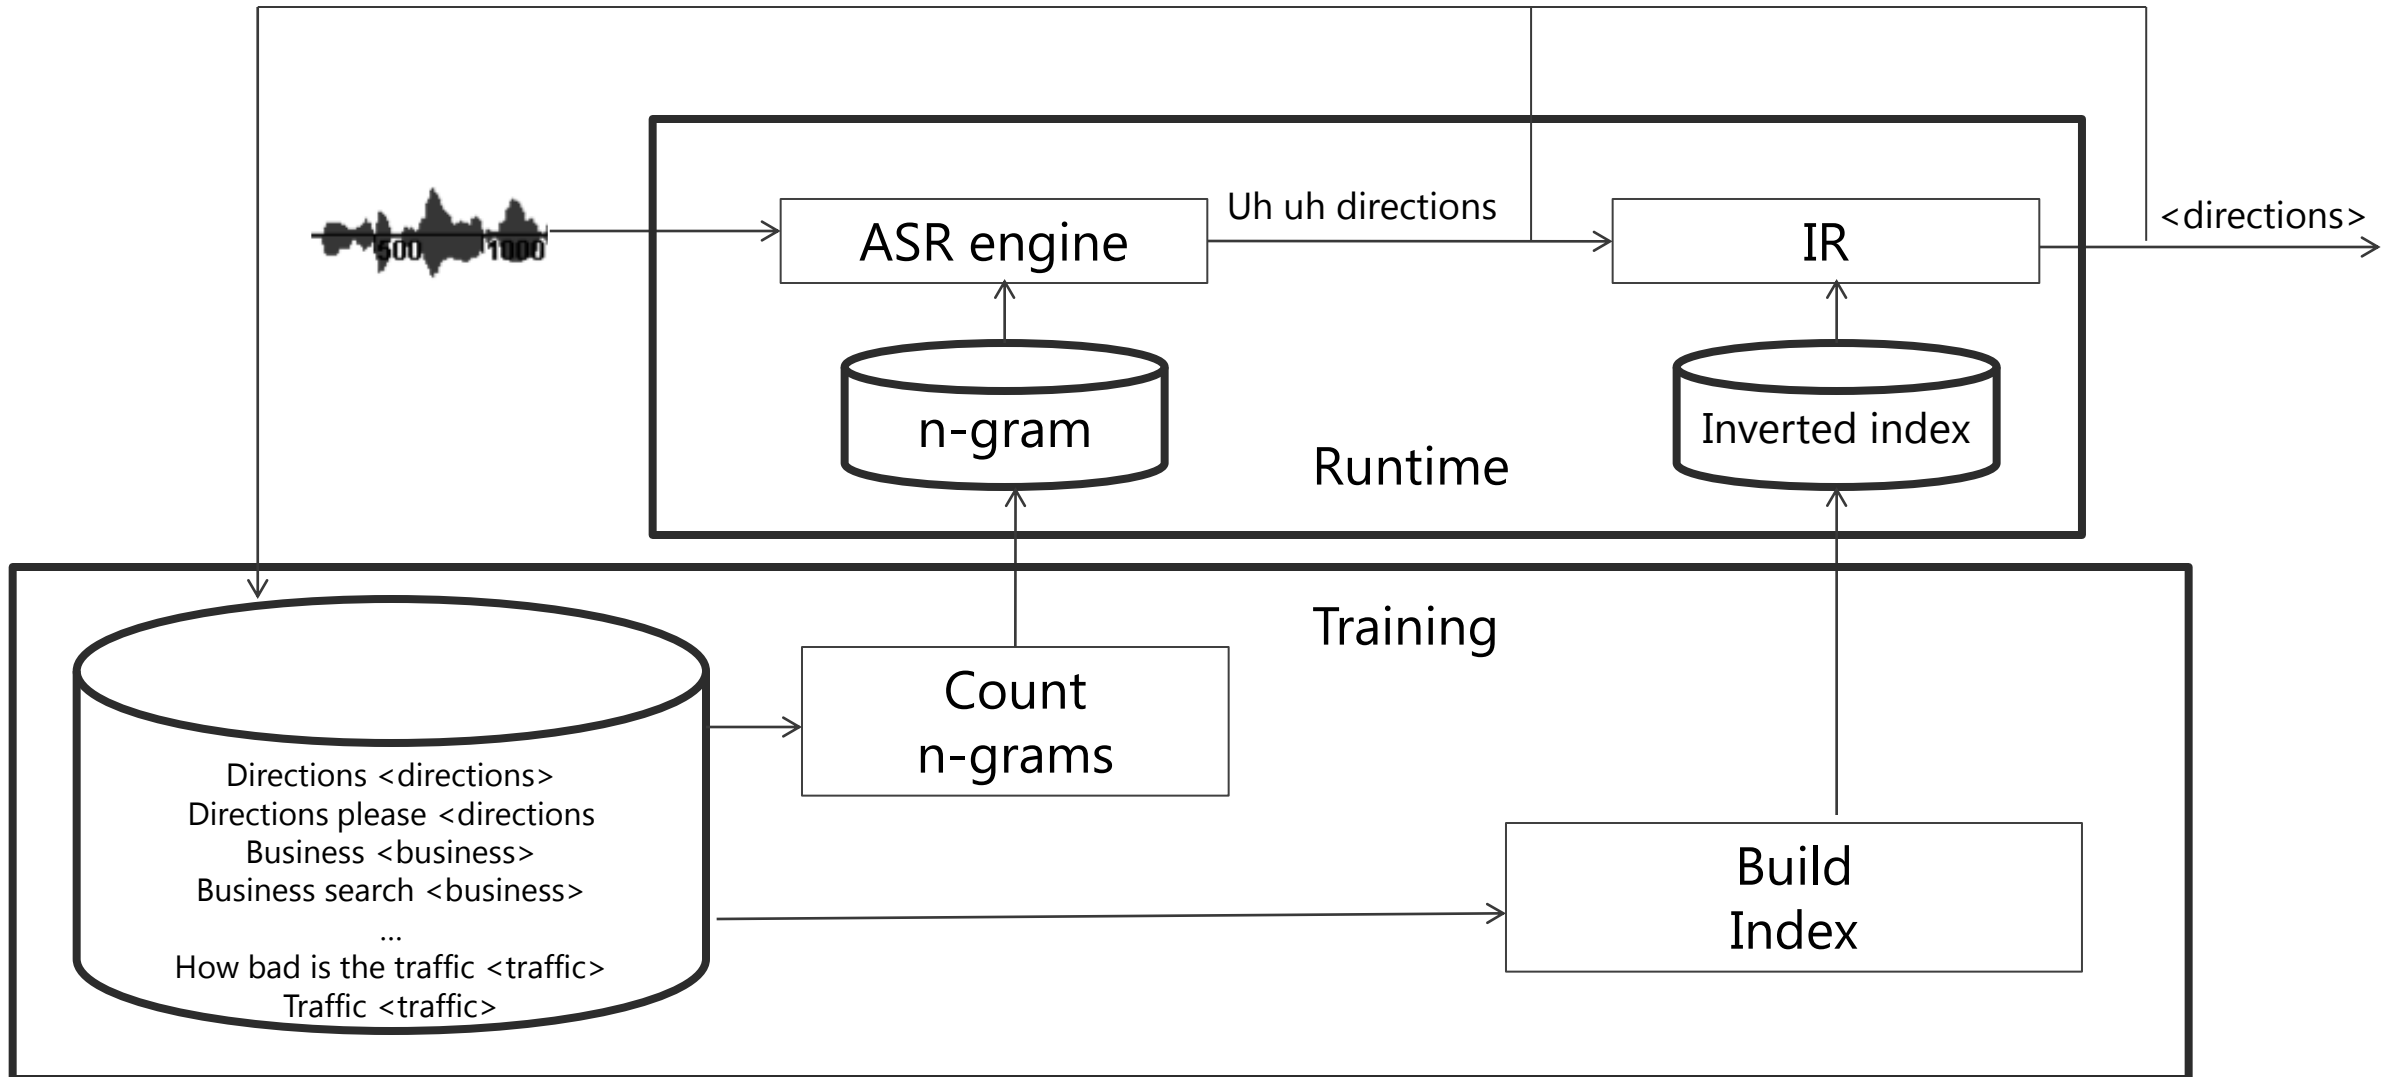 Uh uh directions
<directions>
500
1000
ASR engine
IR
n-gram
Inverted index
Runtime
Training
Count
n-grams
Directions <directions>
Directions please <directions
Business <business>
Business search <business>
...
How bad is the traffic <traffic>
Traffic <traffic>
Build
Index